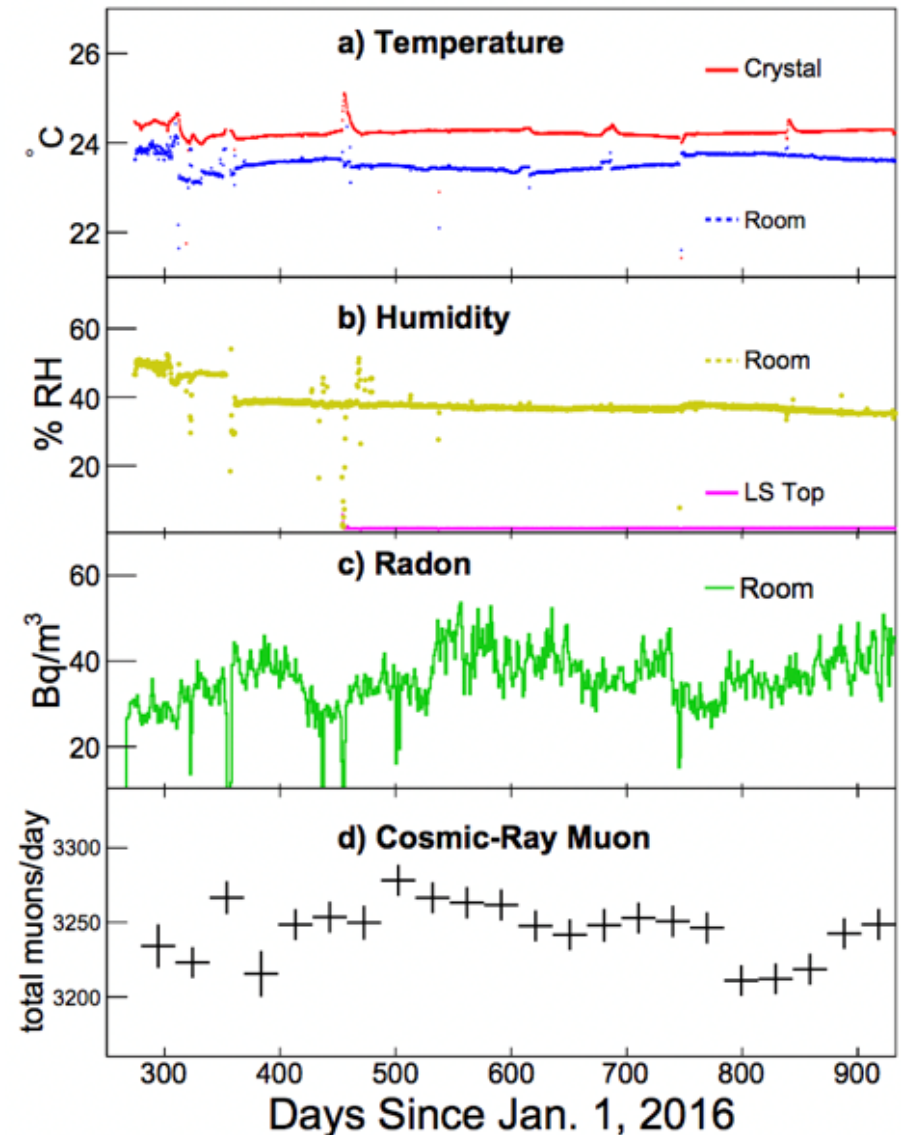 a) Temperature
26
Crystal
°C
24
22
Room
b) Humidity
60
Room
% RH
40
20
LS Top
c) Radon
60
Room
Bq/m³
40
20
d) Cosmic-Ray Muon
total muons/day
3300
3250
3200
300 400 500 600 700 800 900
Days Since Jan. 1, 2016